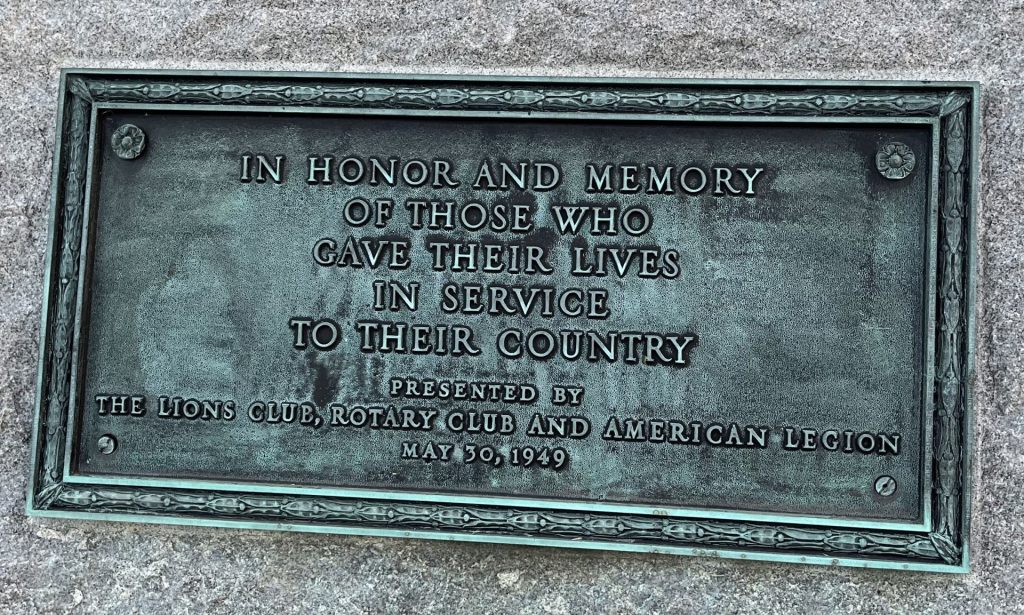 IN HONOR AND MEMORY
OF THOSE WHO
GAVE THEIR LIVES
IN SERVICE
TO THEIR COUNTRY
PRESENTED BY
THE LIONS CLUB, ROTARY CLUB AND AMERICAN LEGION
MAY 30, 1949